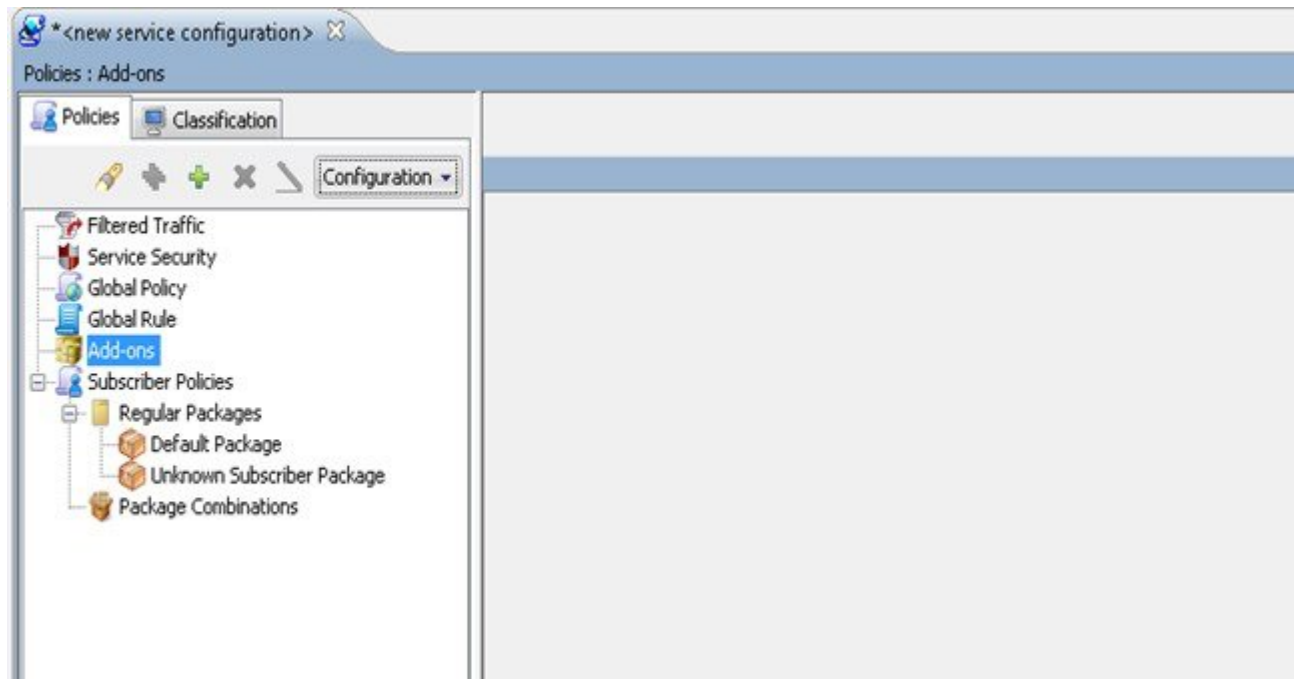 *<new service configuration>
Policies : Add-ons
Policies Classification
Configuration
Filtered Traffic
Service Security
Global Policy
Global Rule
Add-ons
Subscriber Policies
Regular Packages
Default Package
Unknown Subscriber Package
Package Combinations